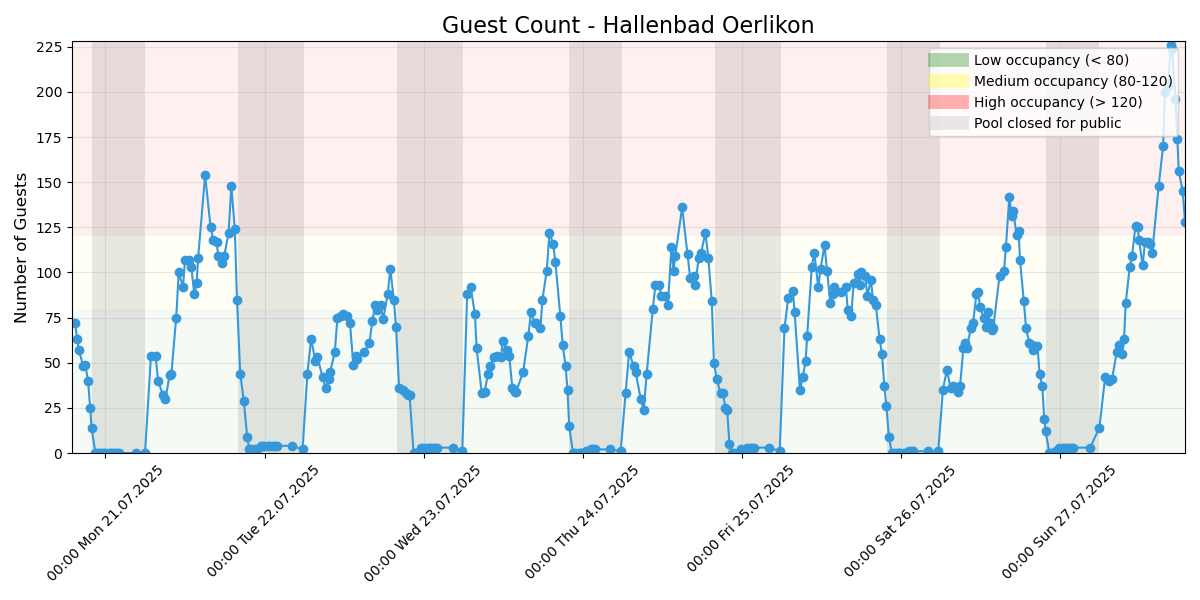 Guest Count - Hallenbad Oerlikon
Number of Guests
225
200
175
150
125
100
75
50
25
0
Low occupancy (< 80)
Medium occupancy (80-120)
High occupancy (> 120)
Pool closed for public
00:00 Mon 21.07.2025
00:00 Tue 22.07.2025
00:00 Wed 23.07.2025
00:00 Thu 24.07.2025
00:00 Fri 25.07.2025
00:00 Sat 26.07.2025
00:00 Sun 27.07.2025